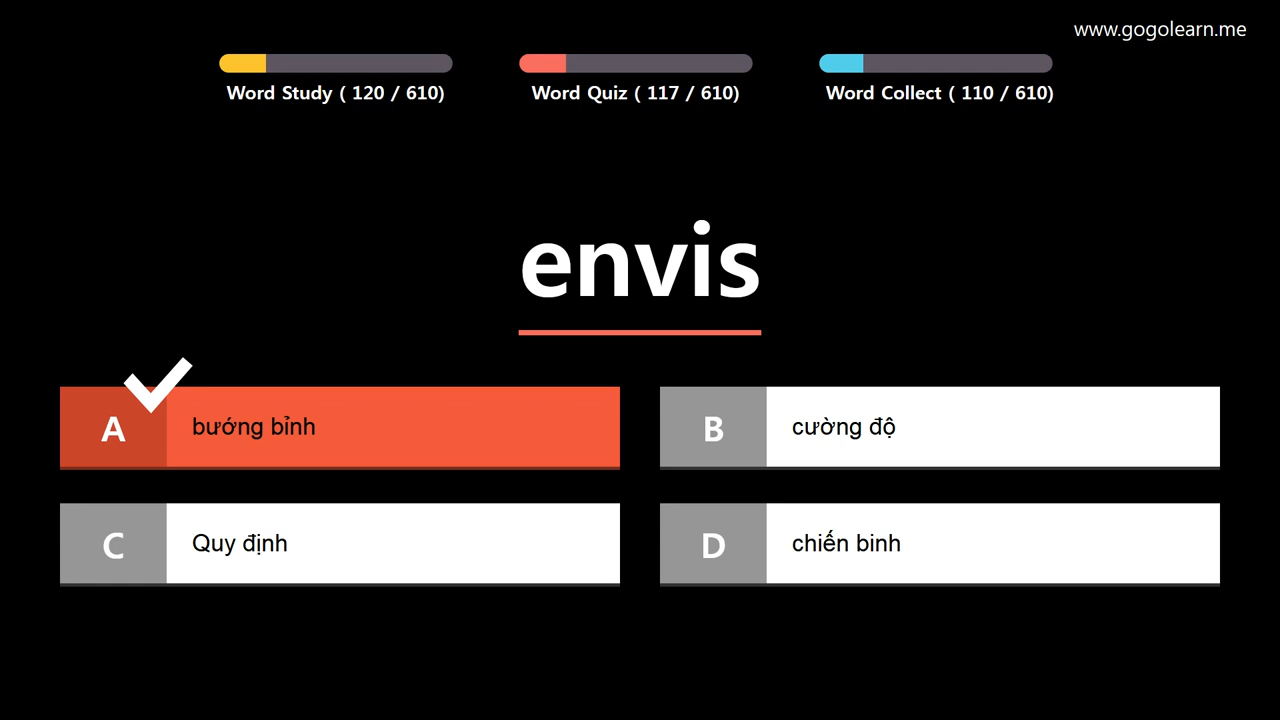 www.gogolearn.me
Word Study ( 120 / 610)
Word Quiz ( 117 / 610)
Word Collect ( 110 / 610)
envis
A bướng bỉnh
B cường độ
C Quy định
D chiến binh